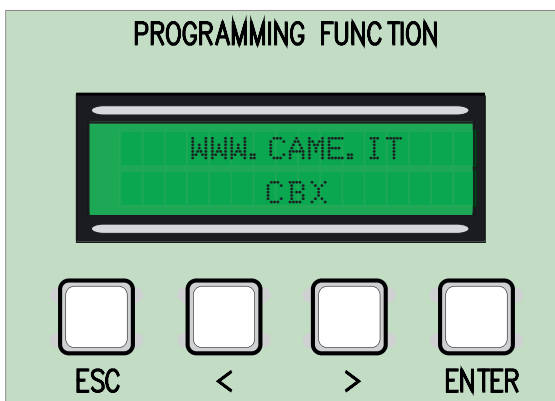 PROGRAMMING FUNCTION
WWW. CAME. IT
CBX
ESC < > ENTER